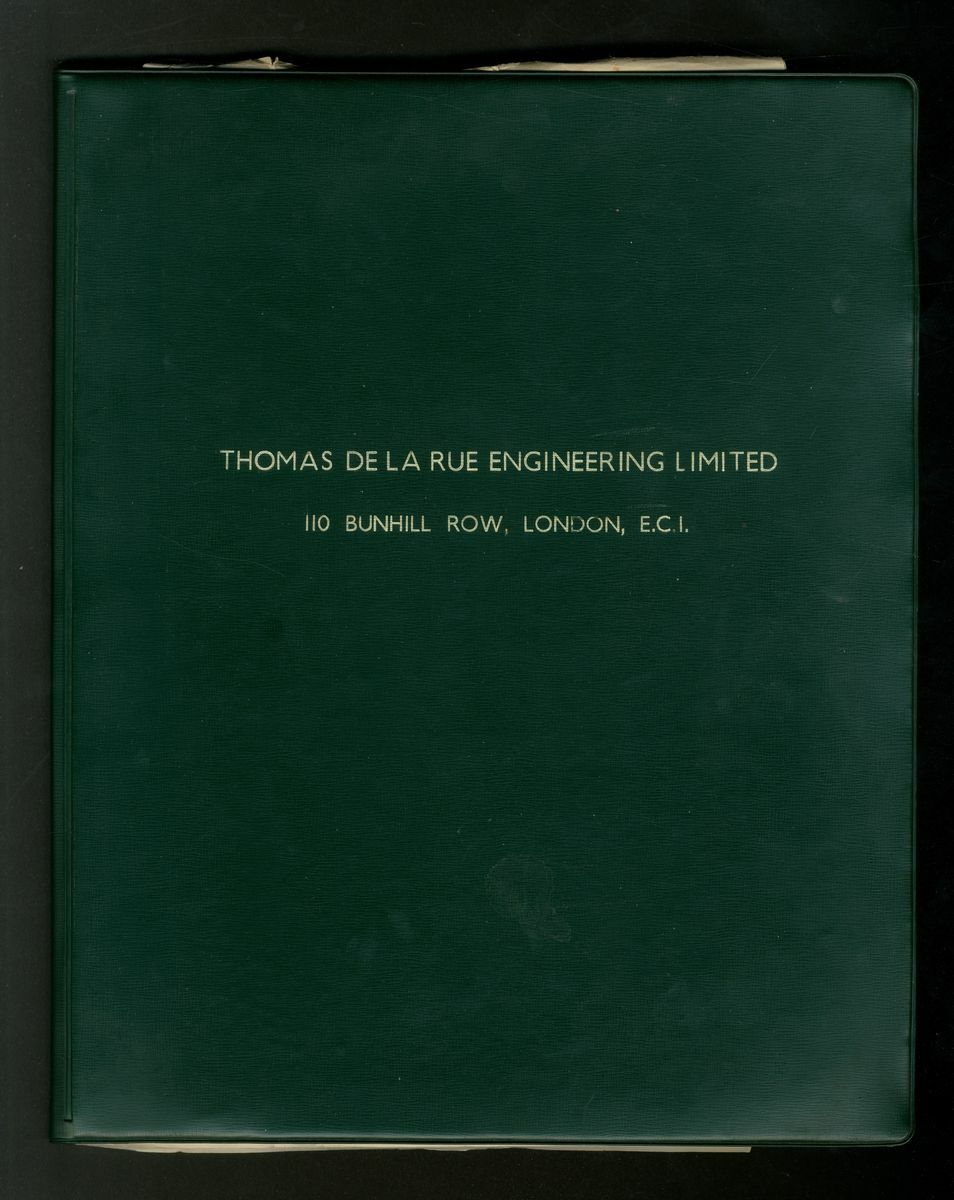 THOMAS DE LA RUE ENGINEERING LIMITED
110 BUNHILL ROW, LONDON, E.C.1.